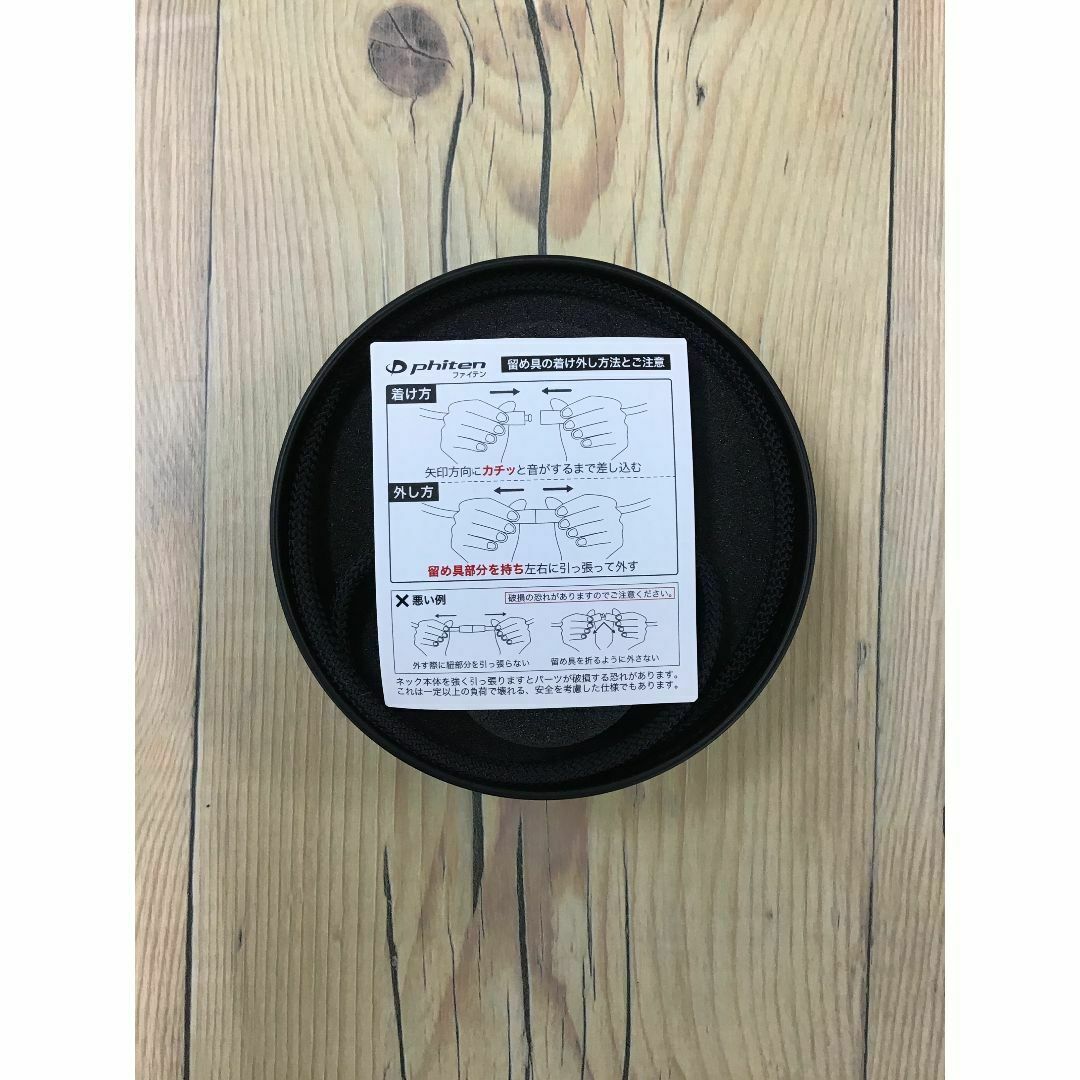 phiten
ファイテン
留め具の着け外し方法とご注意
着け方
矢印方向にカチッと音がするまで差し込む
外し方
留め具部分を持ち左右に引っ張って外す
✕ 悪い例
破損の恐れがありますのでご注意ください。
外す際に紐部分を引っ張らない
留め具を折るように外さない
ネック本体を強く引っ張りますとパーツが破損する恐れがあります。
これは一定以上の負荷で壊れる、安全を考慮した仕様でもあります。